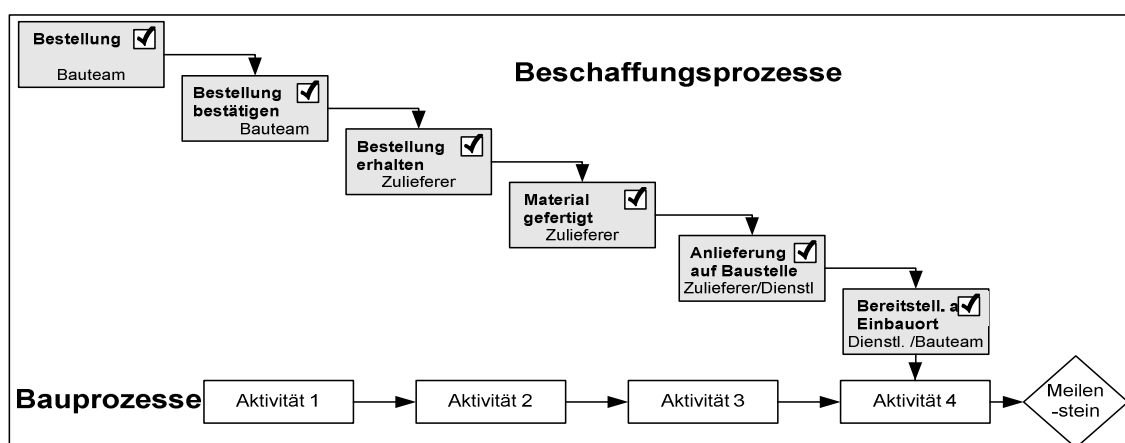 Bestellung
Bauteam
Beschaffungsprozesse
Bestellung
bestätigen
Bauteam
Bestellung
erhalten
Zulieferer
Material
gefertigt
Zulieferer
Anlieferung
auf Baustelle
Zulieferer/Dienstl
Bereitstell. a
Einbauort
Dienstl. /Bauteam
Bauprozesse
Aktivität 1
Aktivität 2
Aktivität 3
Aktivität 4
Meilen
-stein